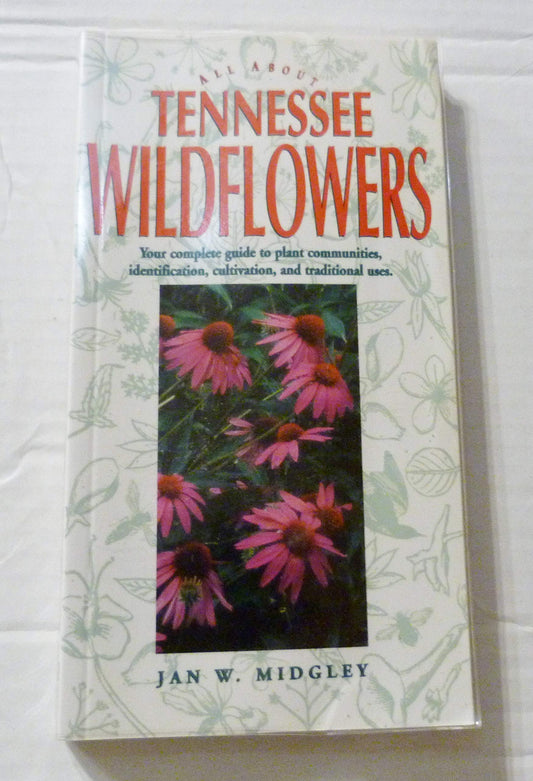 ALL ABOUT
TENNESSEE
WILDFLOWERS
Your complete guide to plant communities,
identification, cultivation, and traditional uses.
JAN W. MIDGLEY